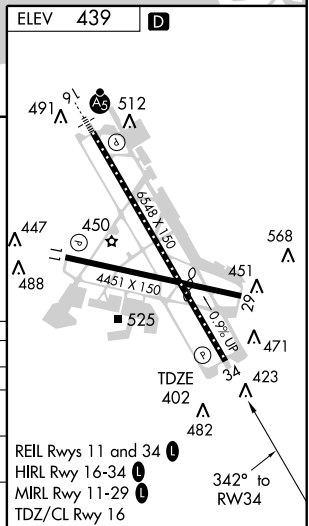 ELEV 439 D
16
A5
491
512
P
6548 X 150
447
450
P
11
568
488
4451 X 150
451
29
525
0.9% UP
P
471
TDZE
402
34
423
482
REIL Rwys 11 and 34 L
HIRL Rwy 16-34 L
MIRL Rwy 11-29 L
TDZ/CL Rwy 16
342° to
RW34